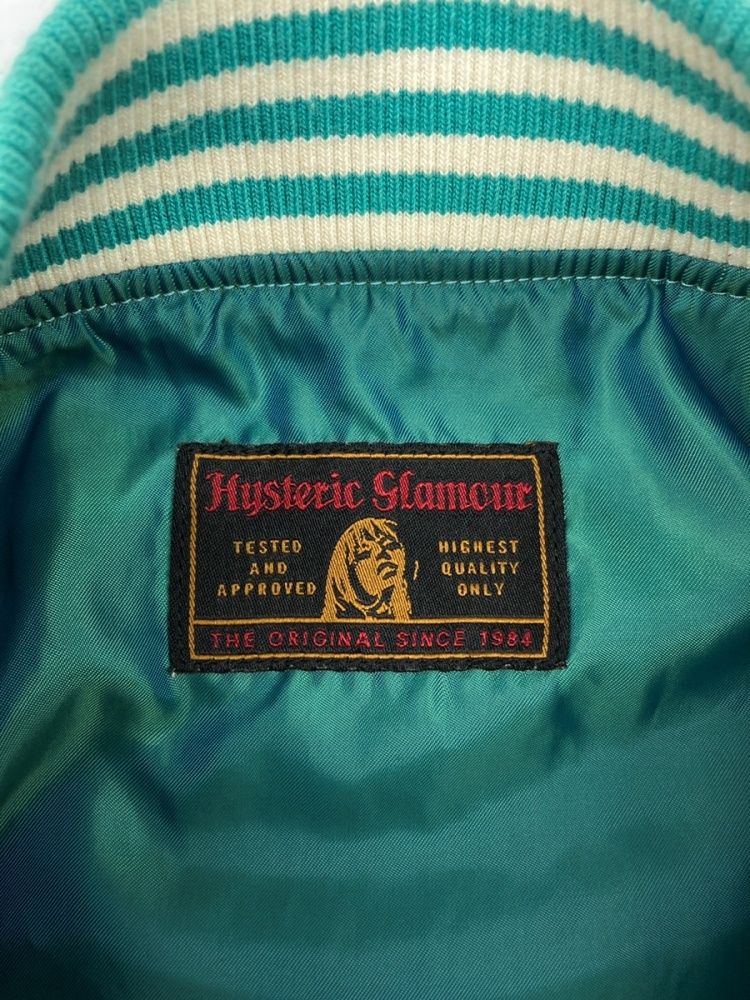 Hysteric Glamour
TESTED
AND
APPROVED
HIGHEST
QUALITY
ONLY
THE ORIGINAL SINCE 1984